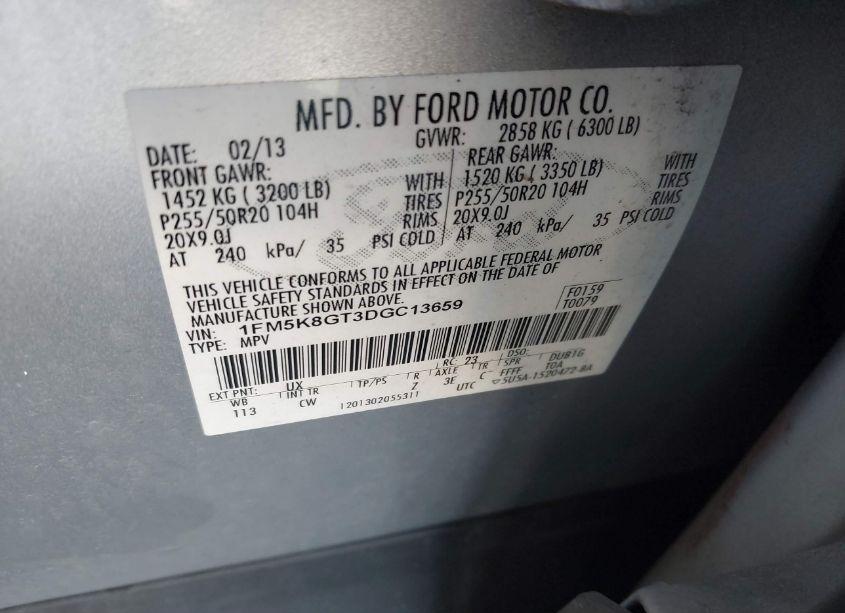 MFD. BY FORD MOTOR CO.
DATE: 02/13 GVWR: 2858 KG ( 6300 LB)
FRONT GAWR: REAR GAWR:
1452 KG ( 3200 LB) WITH 1520 KG ( 3350 LB) WITH
P255/50R20 104H TIRES P255/50R20 104H TIRES
20X9.0J RIMS 20X9.0J RIMS
AT 240 kPa/ 35 PSI COLD AT 240 kPa/ 35 PSI COLD
THIS VEHICLE CONFORMS TO ALL APPLICABLE FEDERAL MOTOR
VEHICLE SAFETY STANDARDS IN EFFECT ON THE DATE OF
MANUFACTURE SHOWN ABOVE.
VIN: 1FM5K8GT3DGC13659 F0159
TYPE: MPV T0079
EXT PNT: UX RC: 23 DSO: DUB1G
WB INT TR TP/PS R AXLE TR SPR TOA
113 CW Z 3E C FFFF
1201302055311 UTC 5U5A-1520472-BA